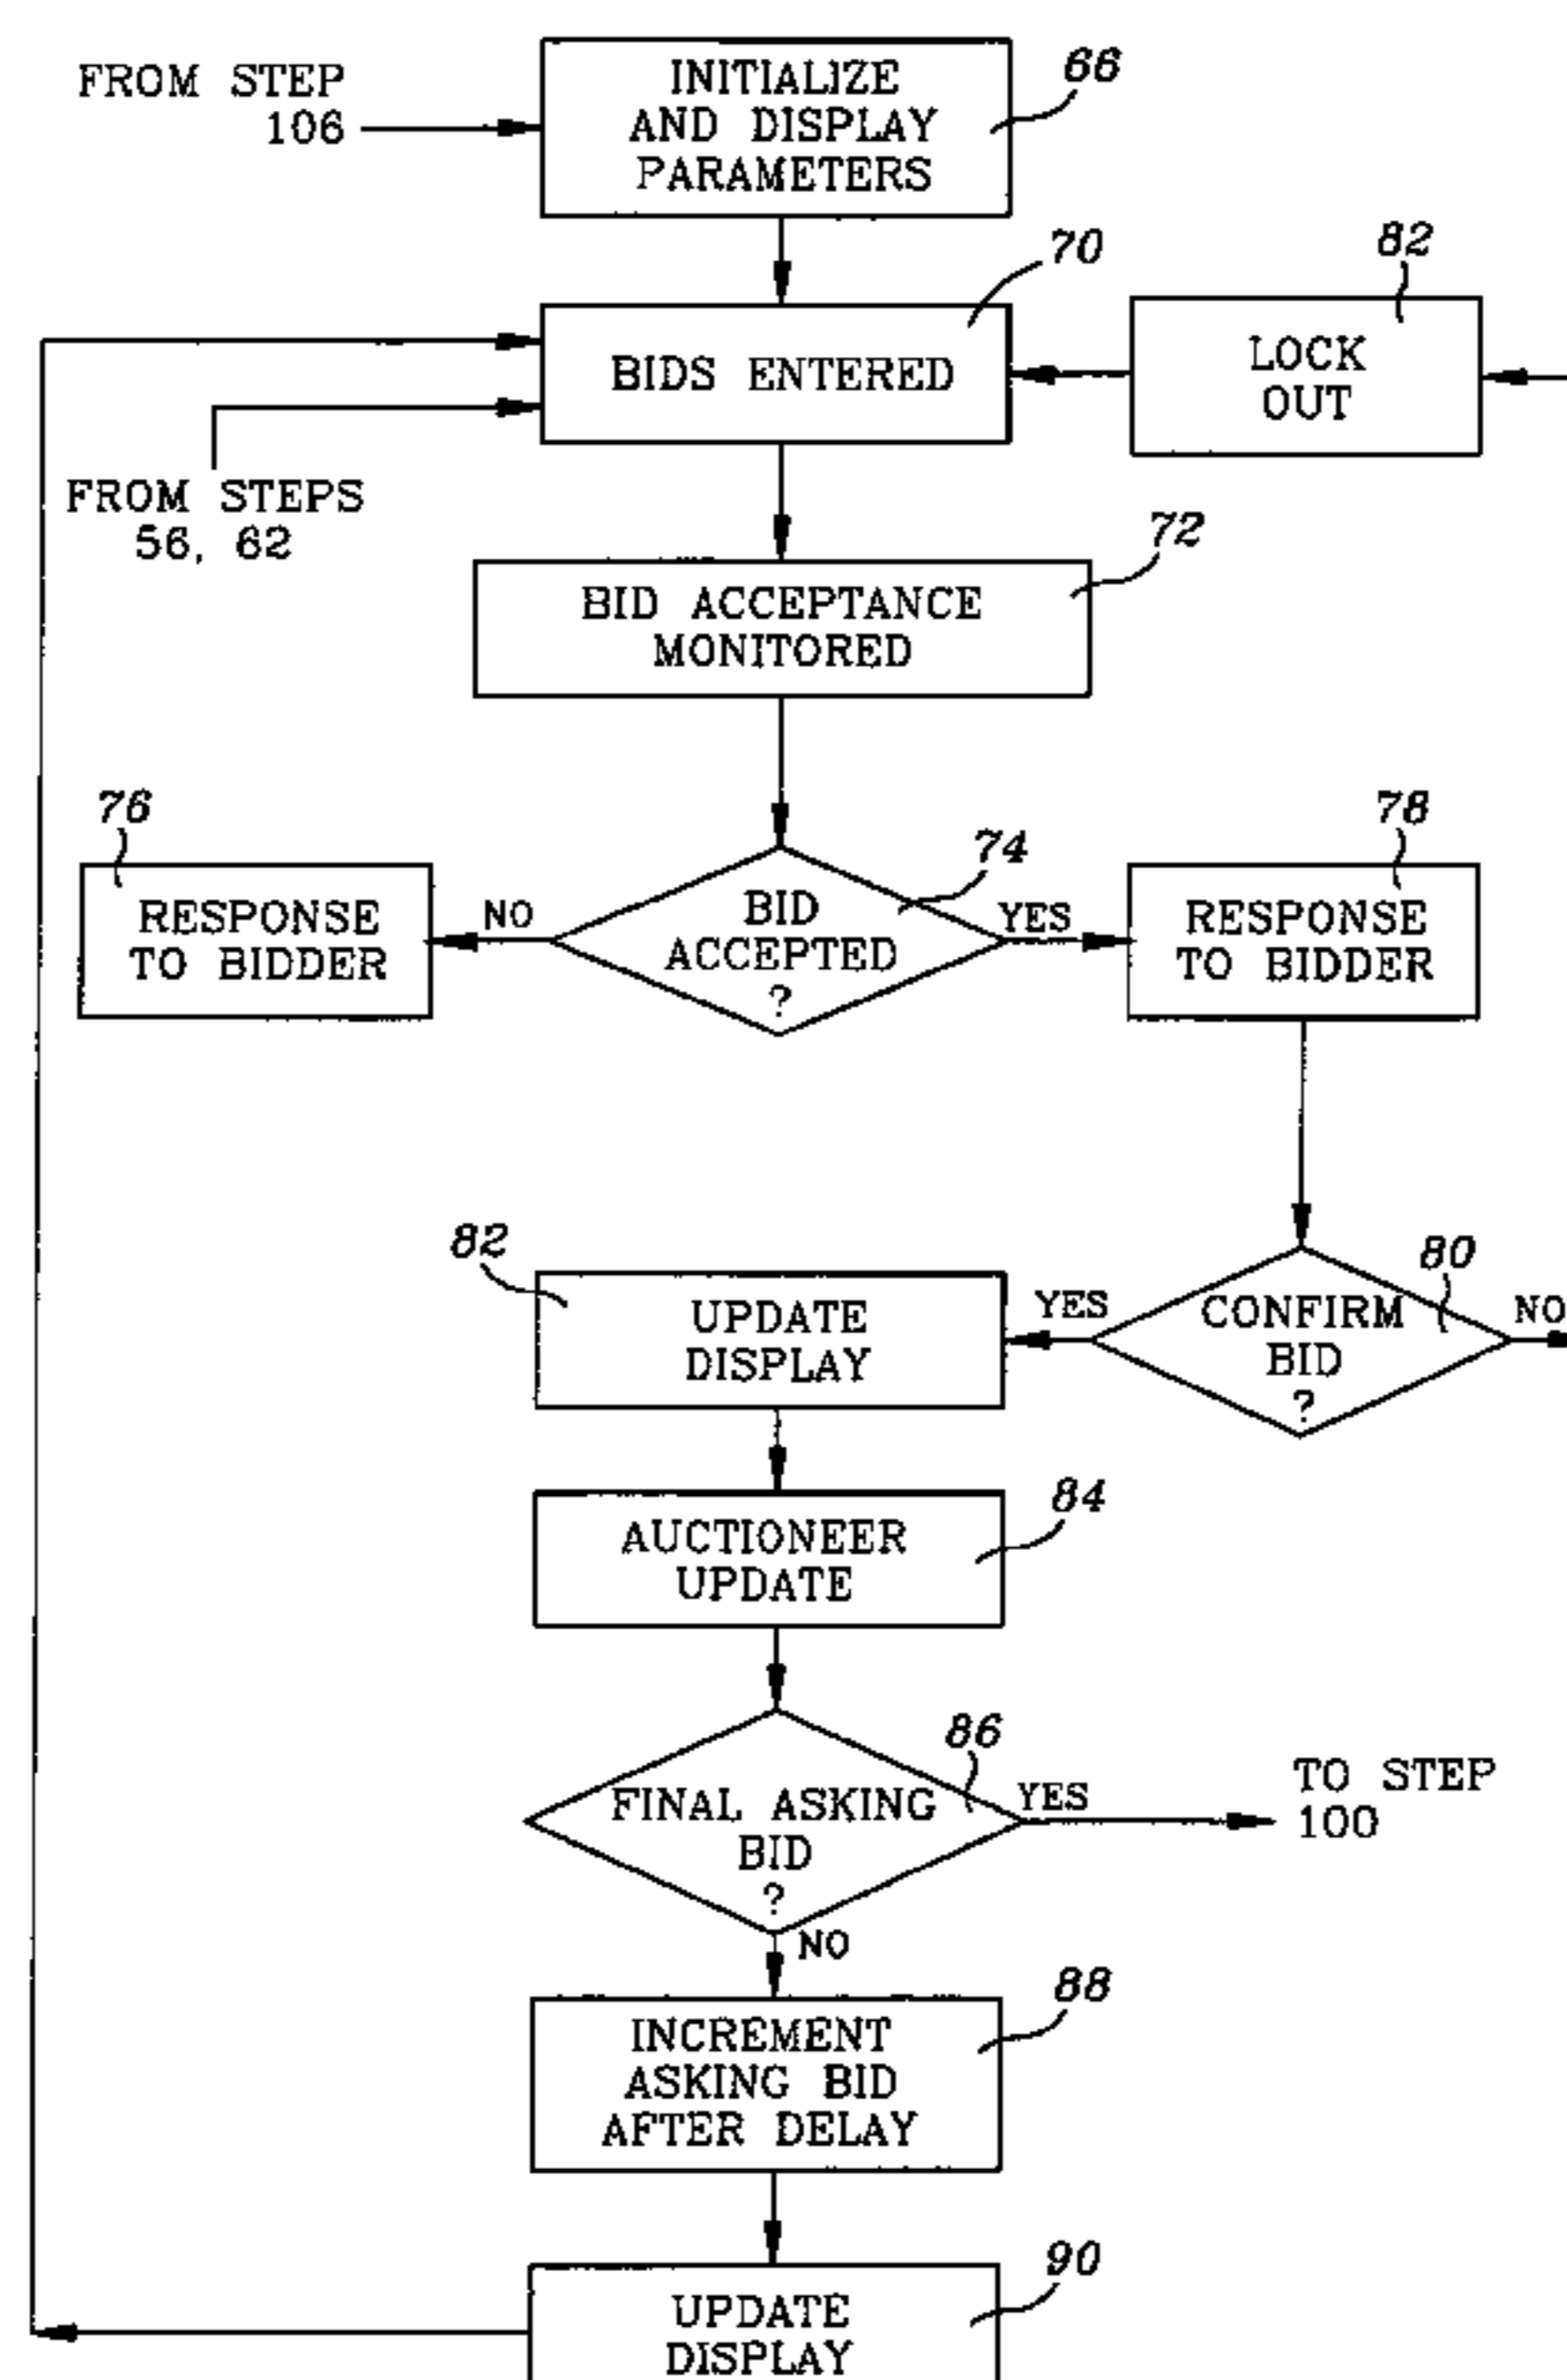 FROM STEP
106
INITIALIZE
AND DISPLAY
PARAMETERS
66
70
BIDS ENTERED
82
LOCK
OUT
FROM STEPS
56, 62
72
BID ACCEPTANCE
MONITORED
76
RESPONSE
TO BIDDER
NO
74
BID
ACCEPTED
?
YES
78
RESPONSE
TO BIDDER
82
UPDATE
DISPLAY
YES
80
CONFIRM
BID
?
NO
84
AUCTIONEER
UPDATE
86
FINAL ASKING
BID
?
YES
TO STEP
100
NO
88
INCREMENT
ASKING BID
AFTER DELAY
90
UPDATE
DISPLAY